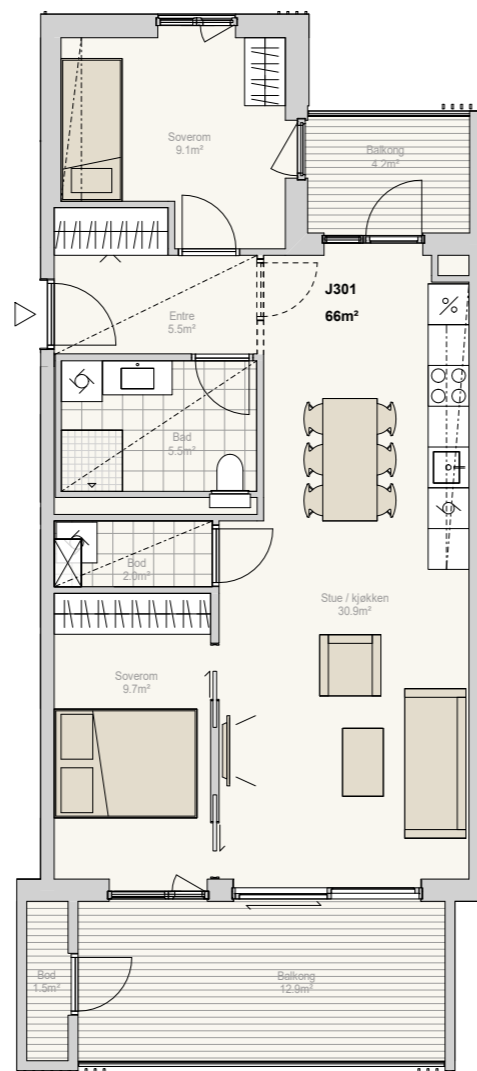 Soverom
9.1m²
Balkong
4.2m²
J301
66m²
Entre
5.5m²
Bad
5.5m²
Bod
2.0m²
Stue / kjøkken
30.9m²
Soverom
9.7m²
Bod
1.5m²
Balkong
12.9m²